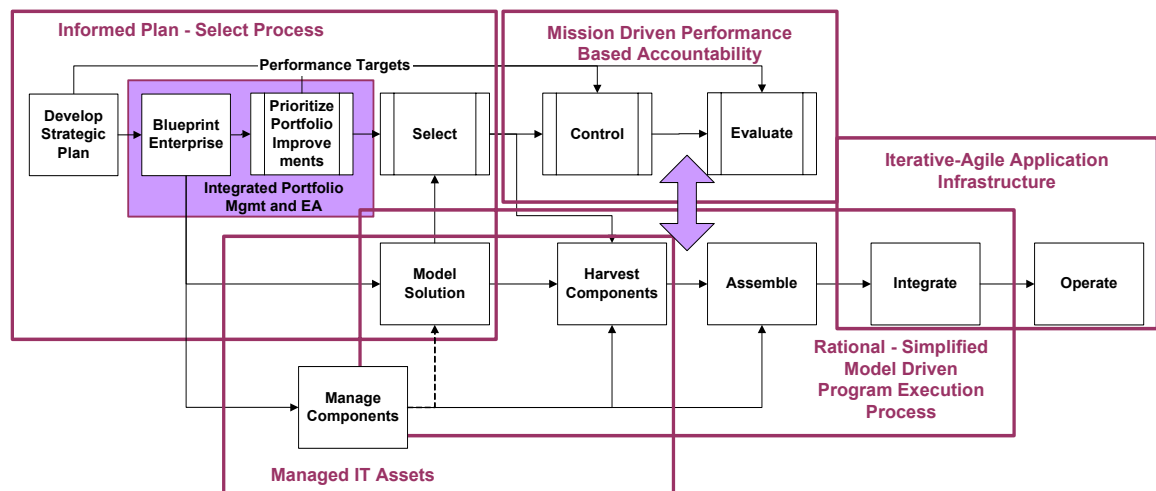 Informed Plan - Select Process
Mission Driven Performance
Based Accountability
Performance Targets
Develop
Strategic
Plan
Blueprint
Enterprise
Prioritize
Portfolio
Improve
ments
Select
Control
Evaluate
Integrated Portfolio
Mgmt and EA
Iterative-Agile Application
Infrastructure
Model
Solution
Harvest
Components
Assemble
Integrate
Operate
Rational - Simplified
Model Driven
Program Execution
Process
Manage
Components
Managed IT Assets